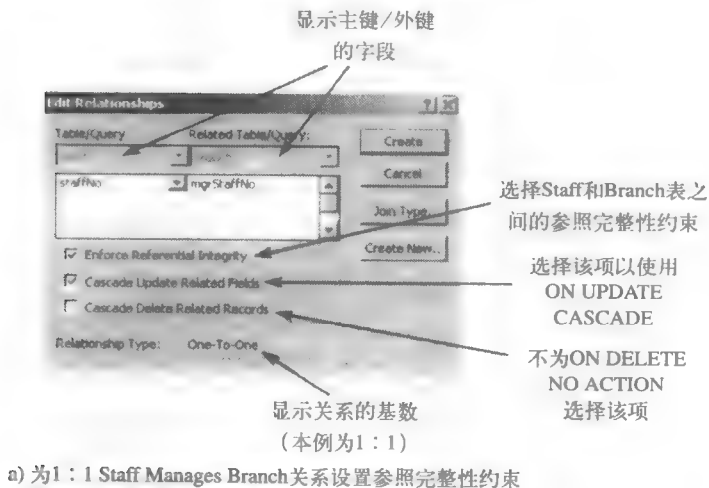 显示主键/外键
的字段
Edit Relationships
Table/Query
Related Table/Query:
Create
staffNo
mgrStaffNo
Cancel
Join Type..
Create New..
Enforce Referential Integrity
Cascade Update Related Fields
Cascade Delete Related Records
Relationship Type:
One-To-One
选择Staff和Branch表之
间的参照完整性约束
选择该项以使用
ON UPDATE
CASCADE
不为ON DELETE
NO ACTION
选择该项
显示关系的基数
(本例为1:1)
a) 为1:1 Staff Manages Branch关系设置参照完整性约束